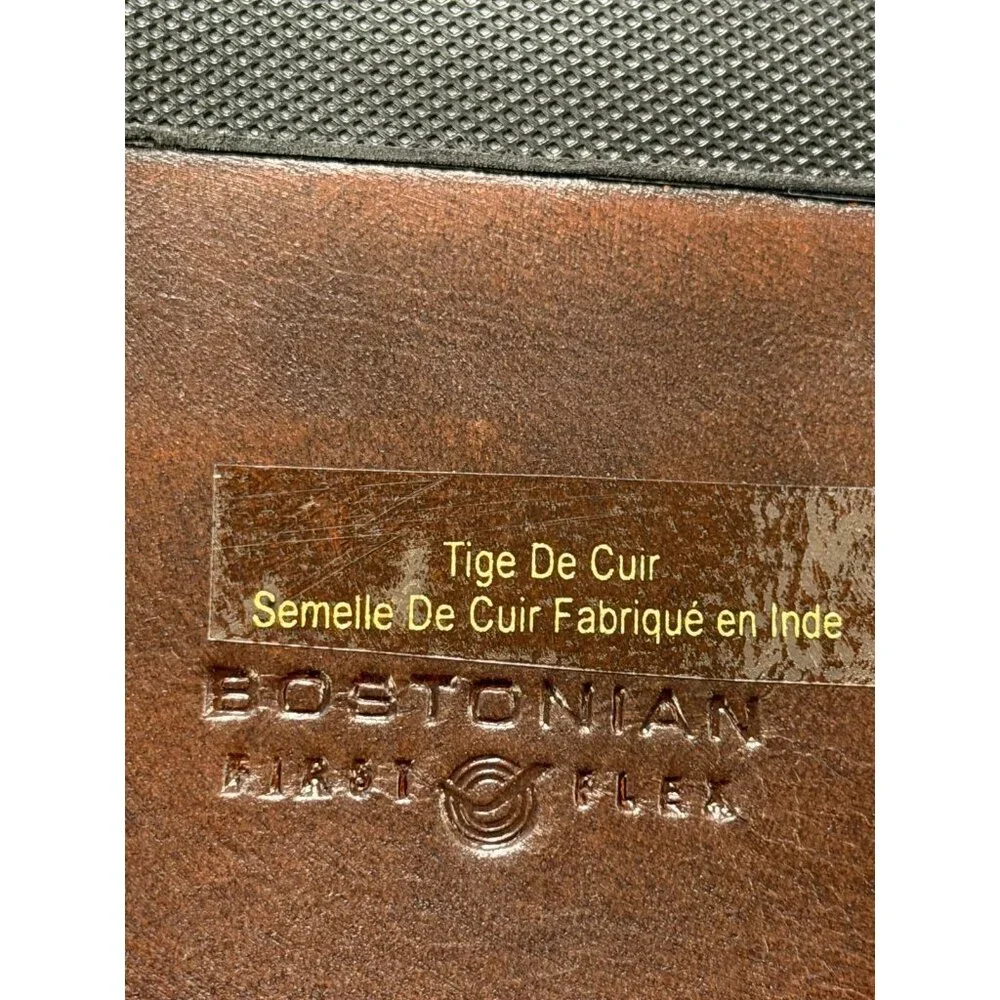 Tige De Cuir
Semelle De Cuir Fabriqué en Inde
BOSTONIAN
FIRST FLEX